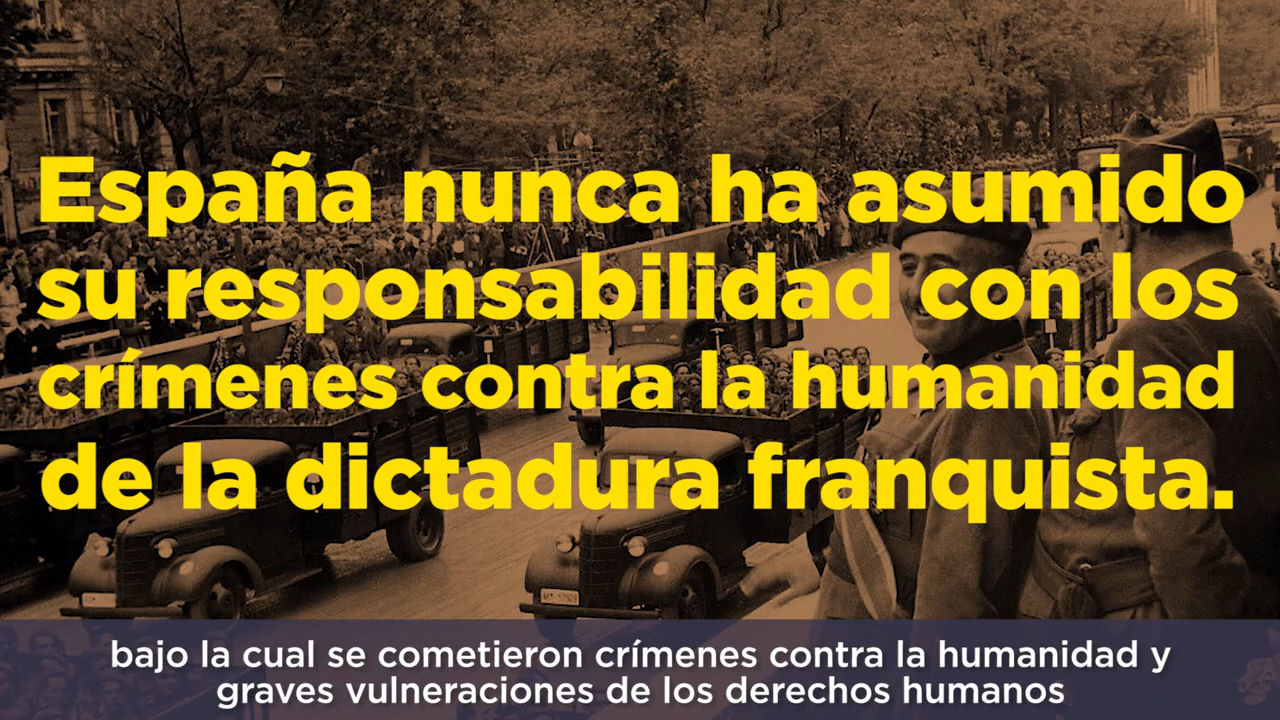 España nunca ha asumido
su responsabilidad con los
crímenes contra la humanidad
de la dictadura franquista.
bajo la cual se cometieron crímenes contra la humanidad y
graves vulneraciones de los derechos humanos